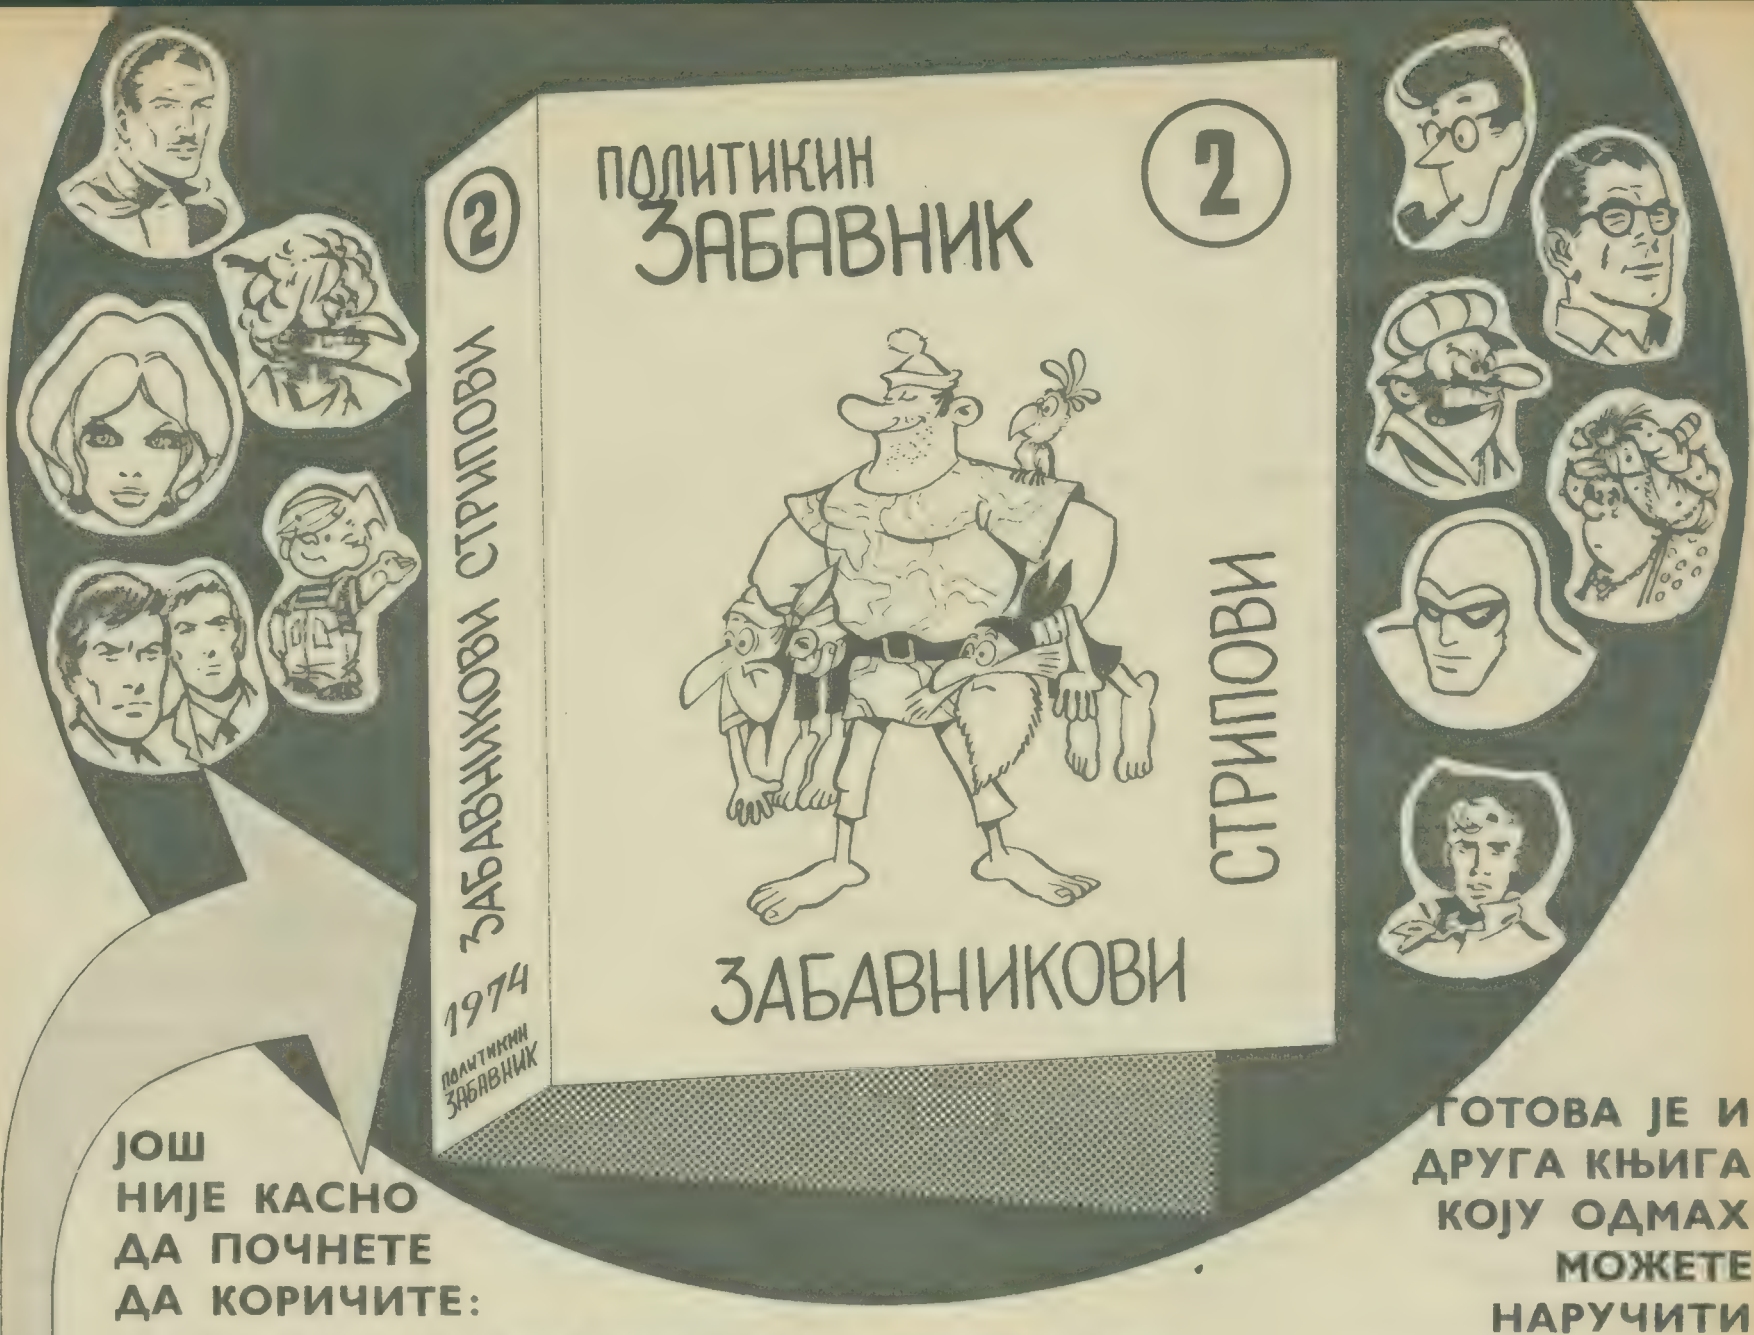 ПОЛИТИКИН
ЗАБАВНИК
2
СТРИПОВИ
ЗАБАВНИКОВИ
2
ЗАБАВНИКОВИ СТРИПОВИ
1974
ПОЛИТИКИН
ЗАБАВНИК
ЈОШ
НИЈЕ КАСНО
ДА ПОЧНЕТЕ
ДА КОРИЧИТЕ:
ГОТОВА ЈЕ И
ДРУГА КЊИГА
КОЈУ ОДМАХ
МОЖЕТЕ
НАРУЧИТИ